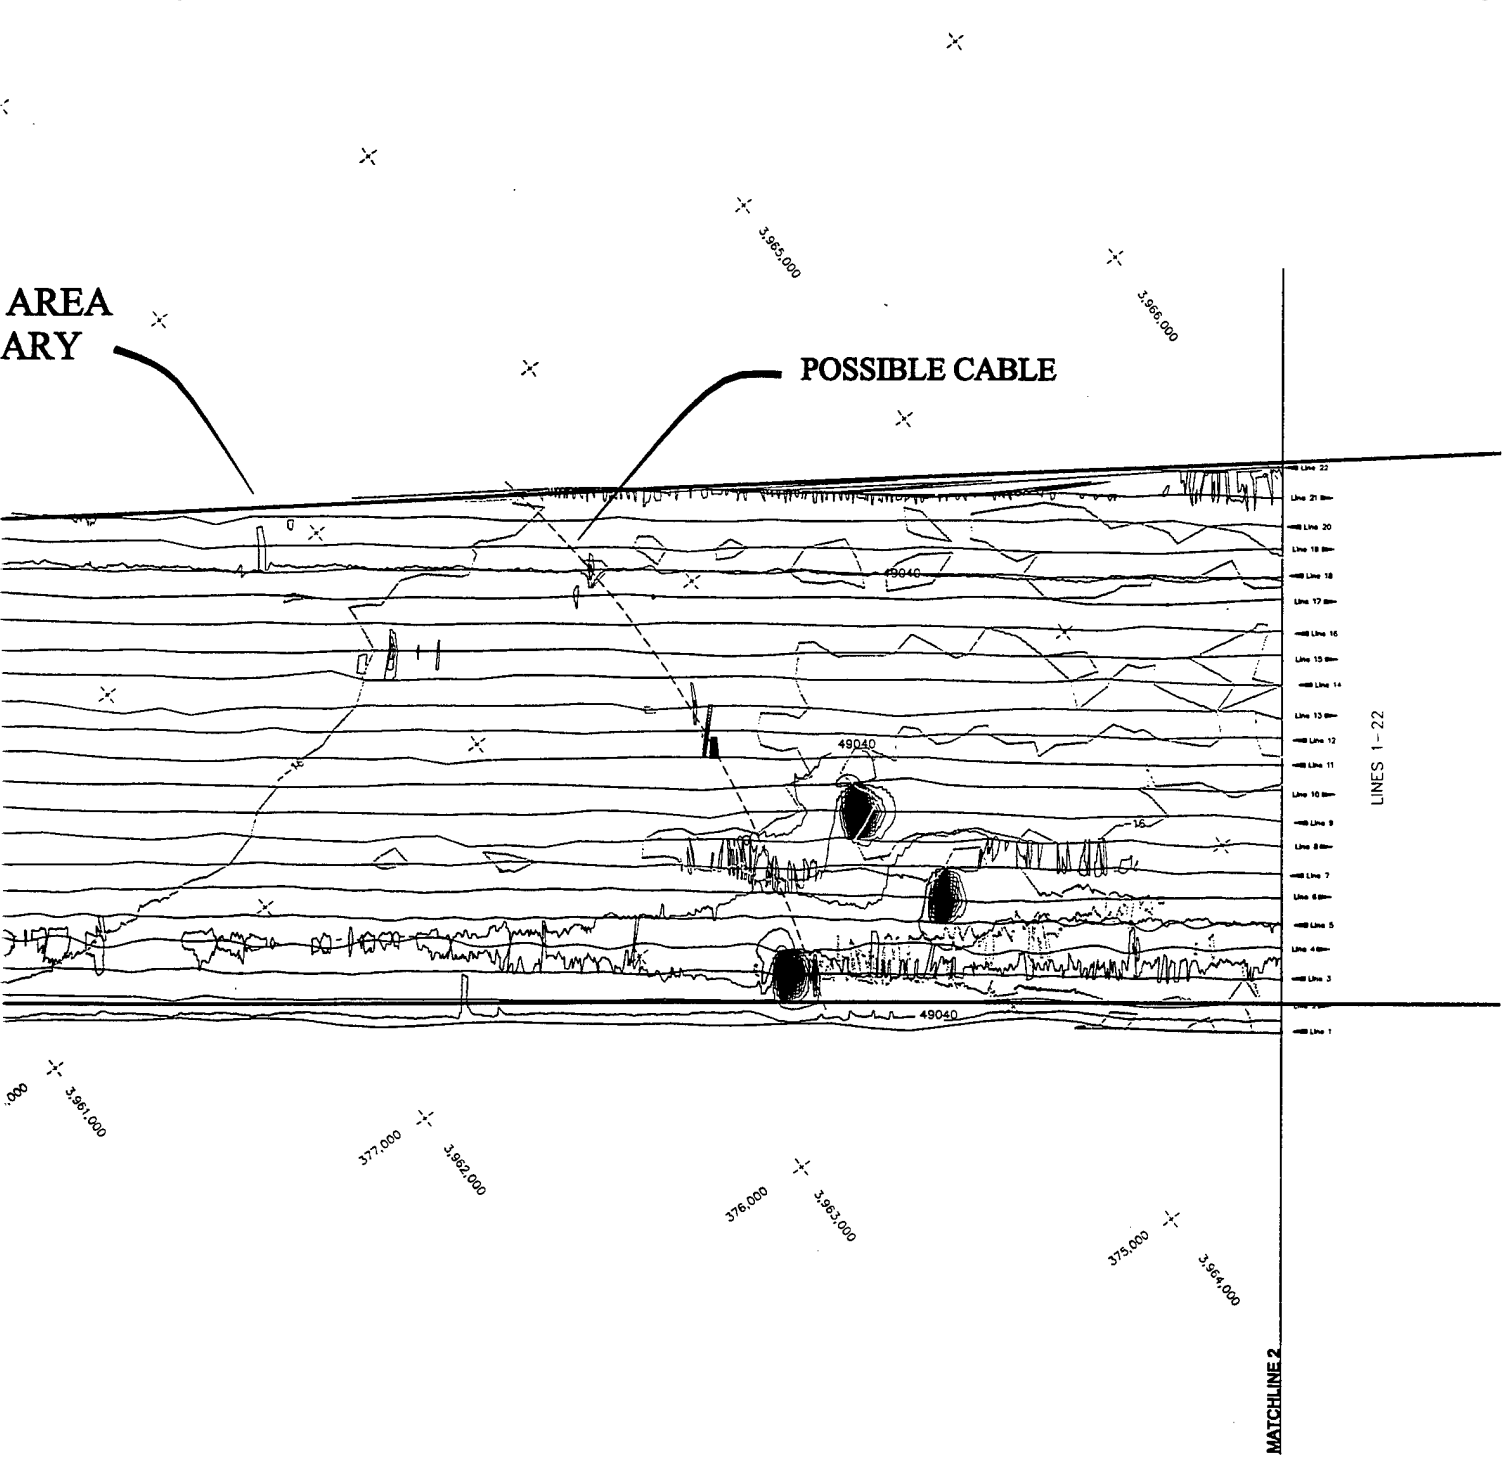 3,965,000
3,966,000
AREA
ARY
POSSIBLE CABLE
Line 22
Line 21
Line 20
Line 19
Line 18
49040
Line 17
Line 16
Line 15
Line 14
Line 13
Line 12
49040
Line 11
-16
Line 10
Line 9
-16
Line 8
Line 7
Line 6
Line 5
Line 4
Line 3
49040
Line 1
LINES 1-22
,000
3,961,000
377,000
3,962,000
376,000
3,963,000
375,000
3,964,000
MATCHLINE 2